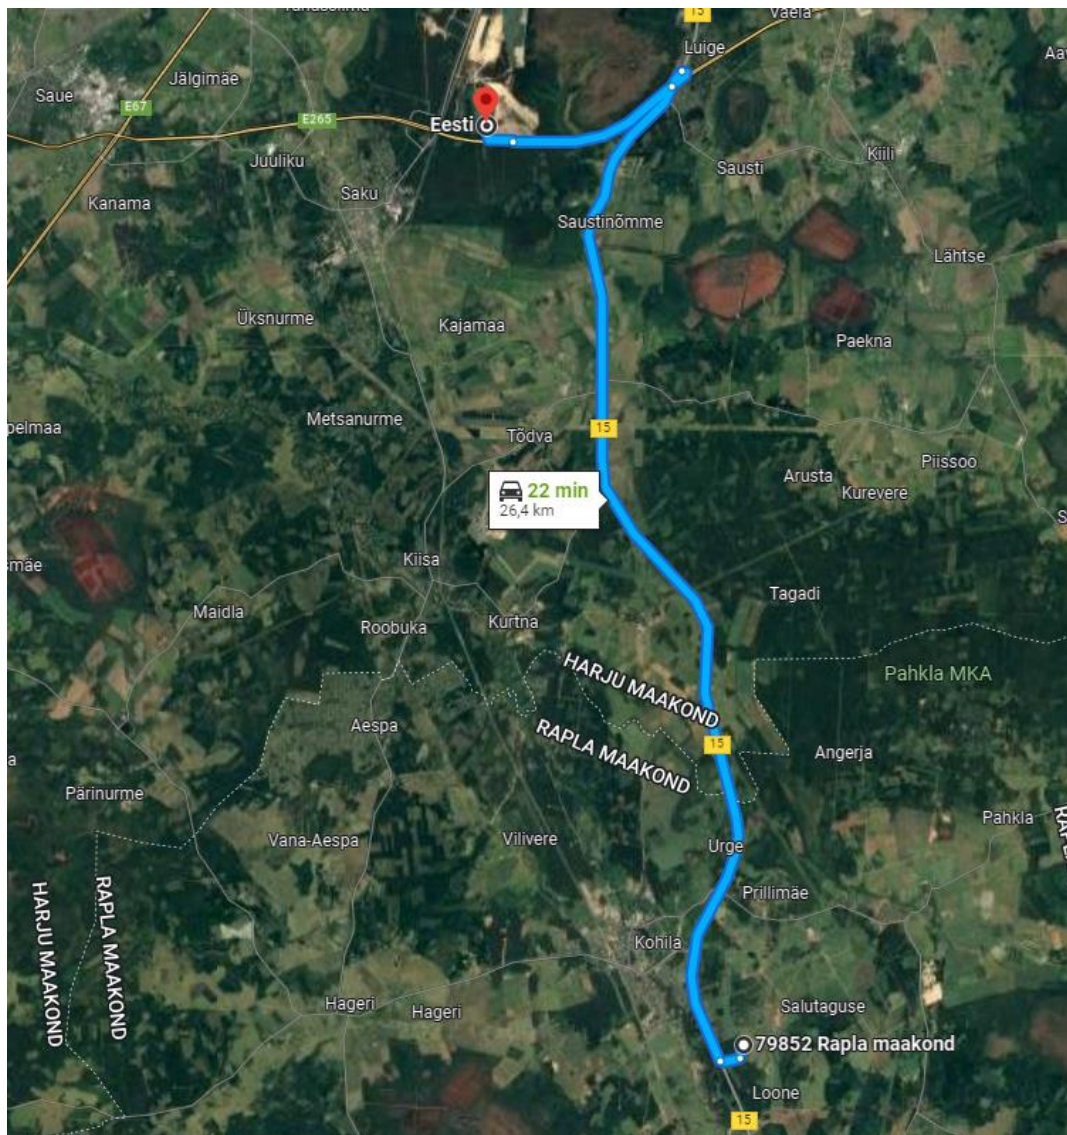 15
Vaela
Luige
Jälgimäe
Saue
E67
E265
Eesti
Juuliku
Saku
Kanama
Sausti
Kiili
Saustinõmme
Lähtse
Üksnurme
Kajamaa
Paekna
Metsanurme
pelmaa
Tõdva
15
Piissoo
Arusta
Kurevere
22 min
26,4 km
Kiisa
smäe
Maidla
Tagadi
Kurtna
Roobuka
HARJU MAAKOND
RAPLA MAAKOND
Pahkla MKA
Aespa
15
Angerja
Pärinurme
Vana-Aespa
Vilivere
Urge
Pahkla
Prillimäe
HARJU MAAKOND
RAPLA MAAKOND
Kohila
Hageri
Hageri
Salutaguse
79852 Rapla maakond
Loone
15